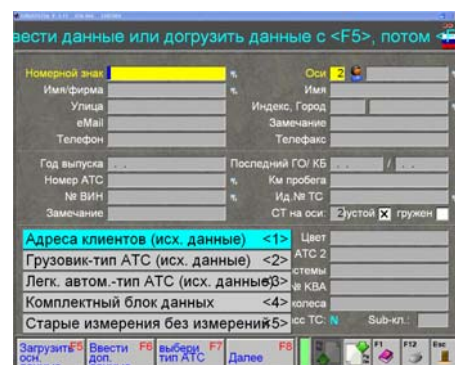 вести данные или догрузить данные с <F5>, потом <F
Номерной знак Оси 2
Имя/фирма Имя
Улица Индекс, Город
eMail Замечание
Телефон Телефакс
Год выпуска . . Последний ГО/ КБ . . / . .
Номер АТС Км пробега
№ ВИН Ид.№ ТС
Замечание СТ на оси: 2 устой X гружен
Адреса клиентов (исх. данные) <1> Цвет
Грузовик-тип АТС (исх. данные) <2> АТС 2
Легк. автом.-тип АТС (исх. данные) 3> стемы
Комплектный блок данных <4> № КВА
колеса
Старые измерения без измерений 5> сс ТС: N Sub-кл.:
Загрузить F5 Ввести F6 выбери F7 Далее F8 F1 F12 Esc
осн. доп. тип АТС